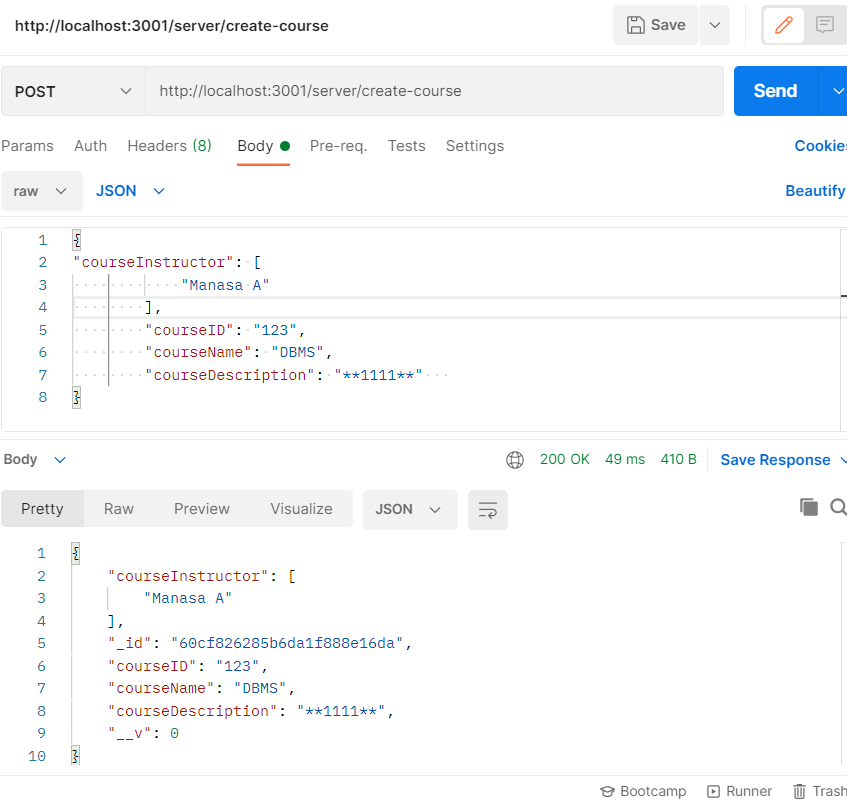 http://localhost:3001/server/create-course Save
POST http://localhost:3001/server/create-course Send
Params Auth Headers (8) Body Pre-req. Tests Settings Cookies
raw JSON Beautify
1 {
2 "courseInstructor": [
3 "Manasa A"
4 ],
5 "courseID": "123",
6 "courseName": "DBMS",
7 "courseDescription": "**1111**"
8 }
Body 200 OK 49 ms 410 B Save Response
Pretty Raw Preview Visualize JSON
1 {
2 "courseInstructor": [
3 "Manasa A"
4 ],
5 "_id": "60cf826285b6da1f888e16da",
6 "courseID": "123",
7 "courseName": "DBMS",
8 "courseDescription": "**1111**",
9 "__v": 0
10 }
Bootcamp Runner Trash